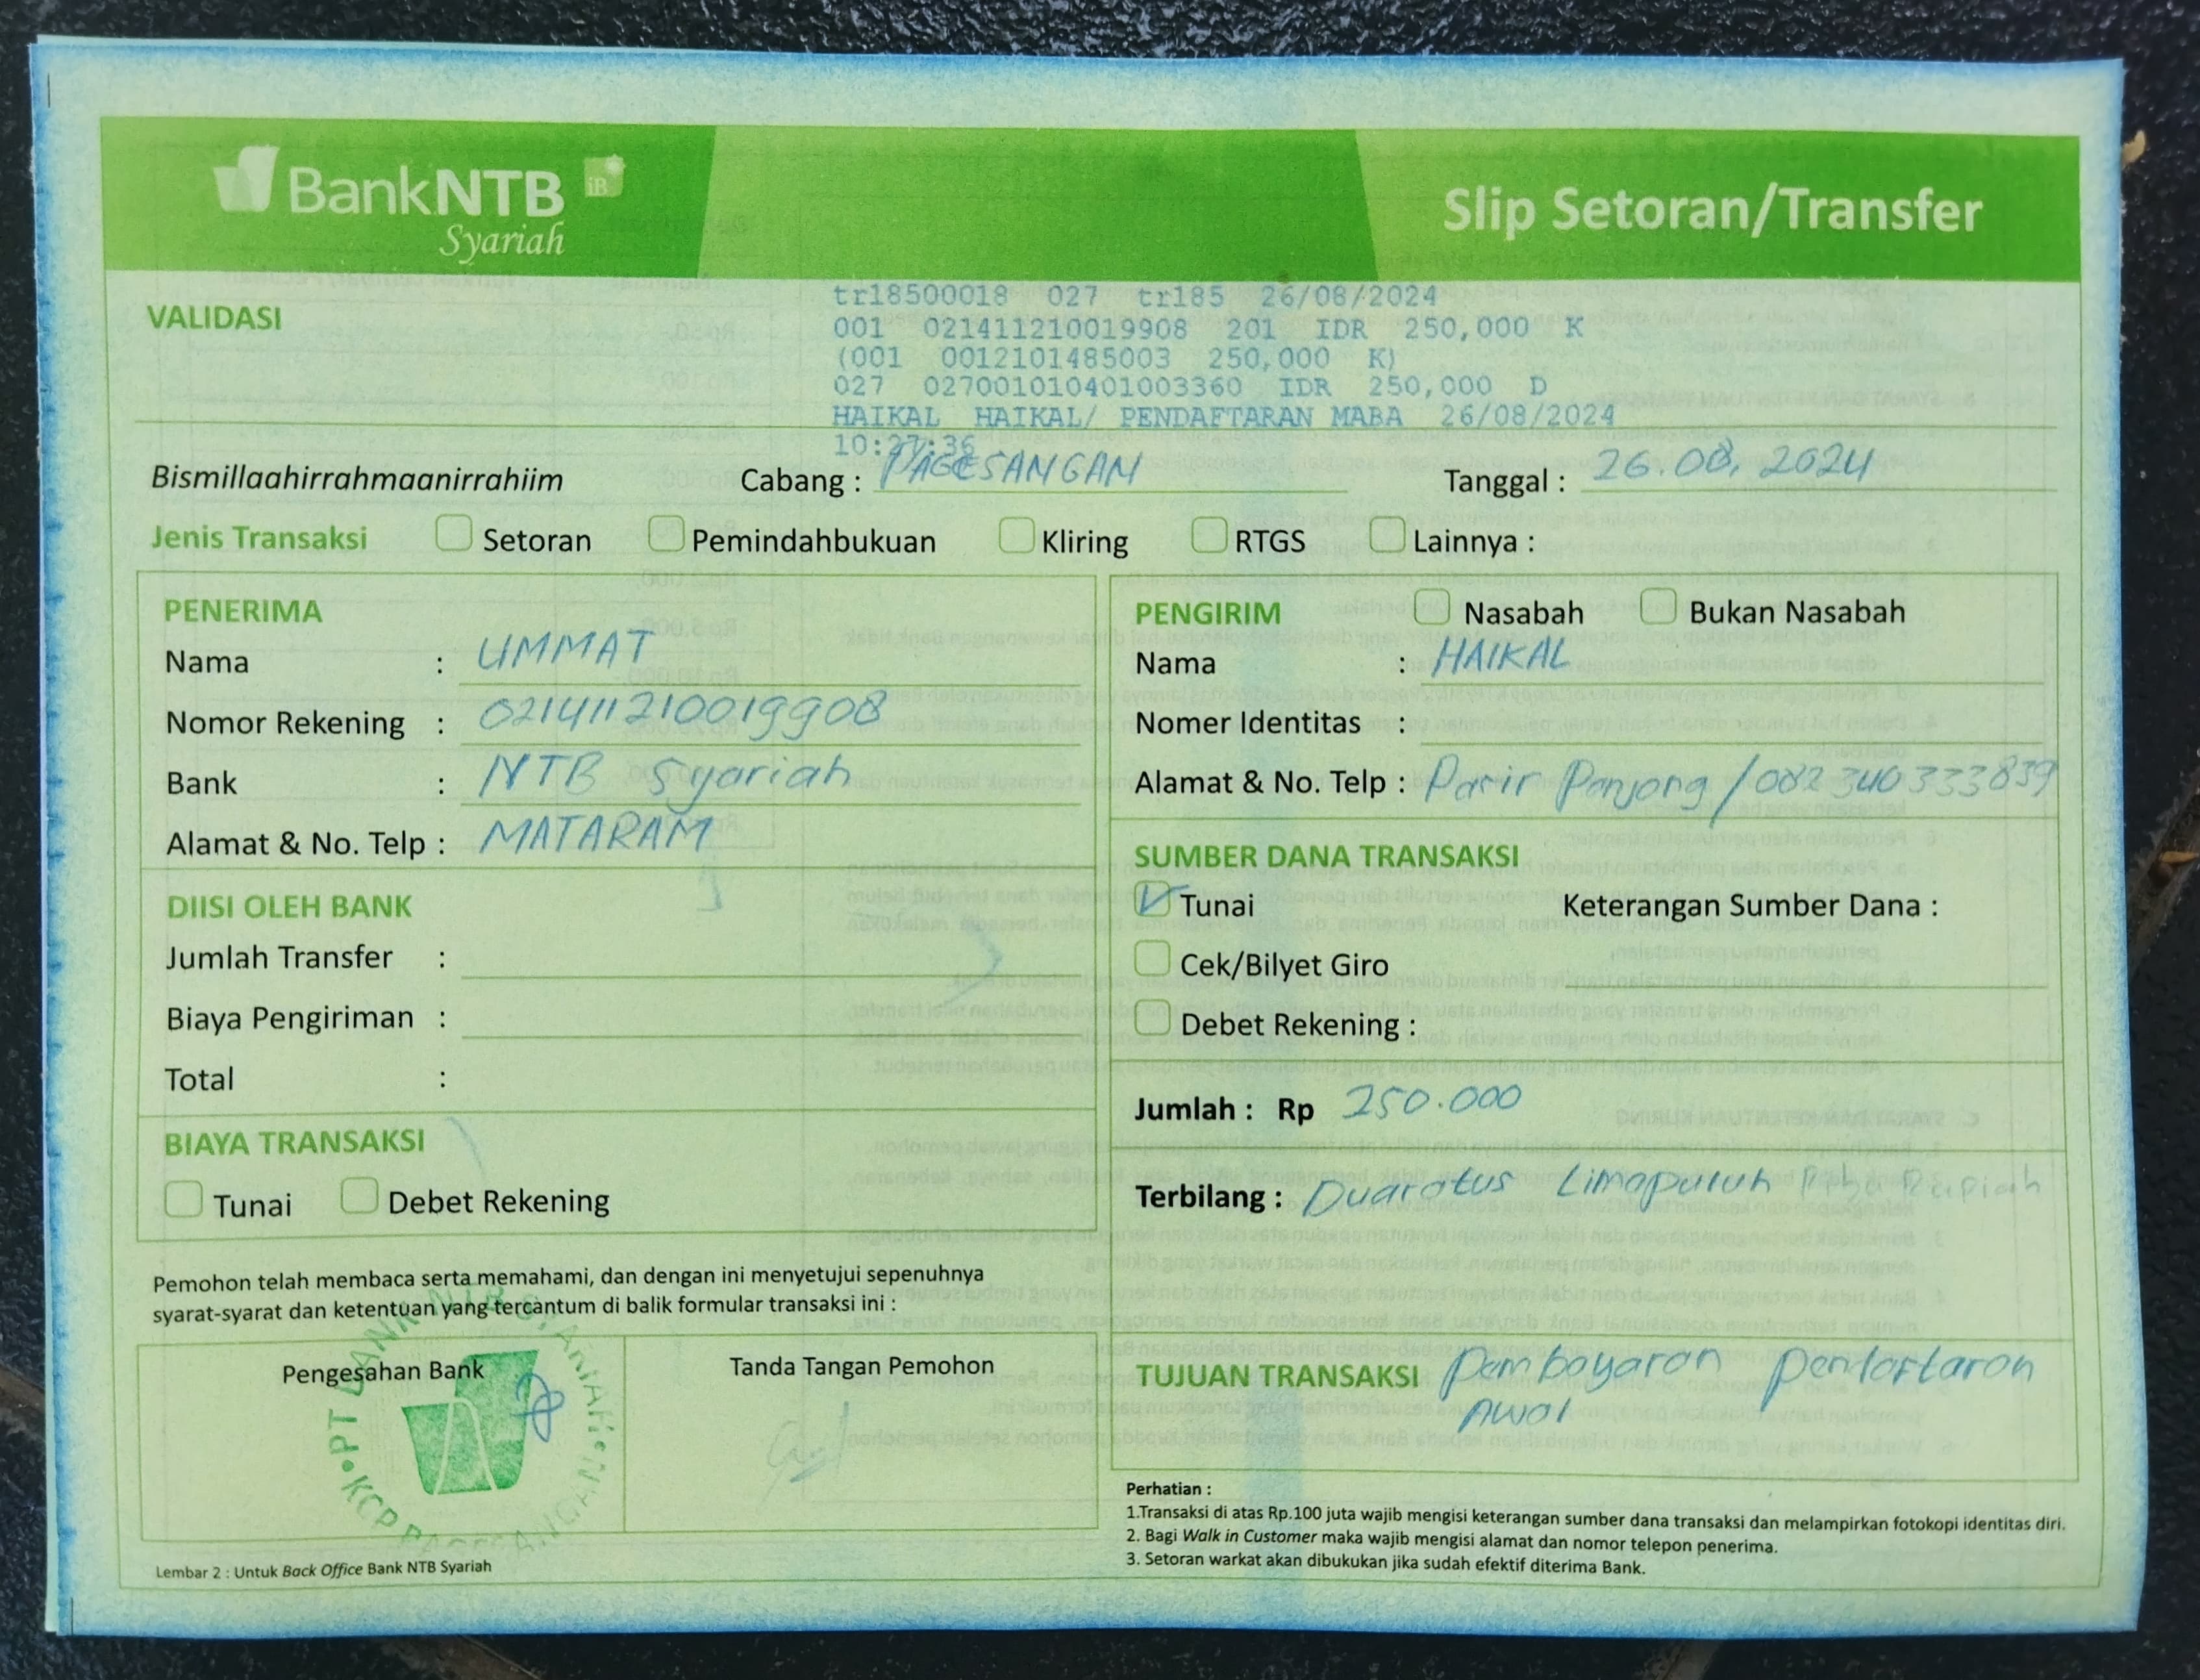 BankNTB iB
Syariah
Slip Setoran/Transfer
VALIDASI
tr18500018 027 tr185 26/08/2024
001 021411210019908 201 IDR 250,000 K
(001 0012101485003 250,000 K)
027 027001010401003360 IDR 250,000 D
HAIKAL HAIKAL/ PENDAFTARAN MABA 26/08/2024
10:27:36
Bismillaahirrahmaanirrahiim Cabang : PAGESANGAN Tanggal : 26.08.2024
Jenis Transaksi Setoran Pemindahbukuan Kliring RTGS Lainnya :
PENERIMA
Nama : UMMAT
Nomor Rekening : 021411210019908
Bank : NTB Syariah
Alamat & No. Telp : MATARAM
DIISI OLEH BANK
Jumlah Transfer :
Biaya Pengiriman :
Total :
BIAYA TRANSAKSI
Tunai Debet Rekening
Pemohon telah membaca serta memahami, dan dengan ini menyetujui sepenuhnya
syarat-syarat dan ketentuan yang tercantum di balik formular transaksi ini :
Pengesahan Bank Tanda Tangan Pemohon
PT BANK NTB SYARIAH
KCP PAGESANGAN
Lembar 2 : Untuk Back Office Bank NTB Syariah
PENGIRIM Nasabah Bukan Nasabah
Nama : HAIKAL
Nomer Identitas :
Alamat & No. Telp : Pasir Panjang / 082 340 333 839
SUMBER DANA TRANSAKSI
Tunai Keterangan Sumber Dana :
Cek/Bilyet Giro
Debet Rekening :
Jumlah : Rp 250.000
Terbilang : Duaratus Limapuluh Ribu Rupiah
TUJUAN TRANSAKSI Pembayaran Pendaftaran
Awal
Perhatian :
1.Transaksi di atas Rp.100 juta wajib mengisi keterangan sumber dana transaksi dan melampirkan fotokopi identitas diri.
2. Bagi Walk in Customer maka wajib mengisi alamat dan nomor telepon penerima.
3. Setoran warkat akan dibukukan jika sudah efektif diterima Bank.